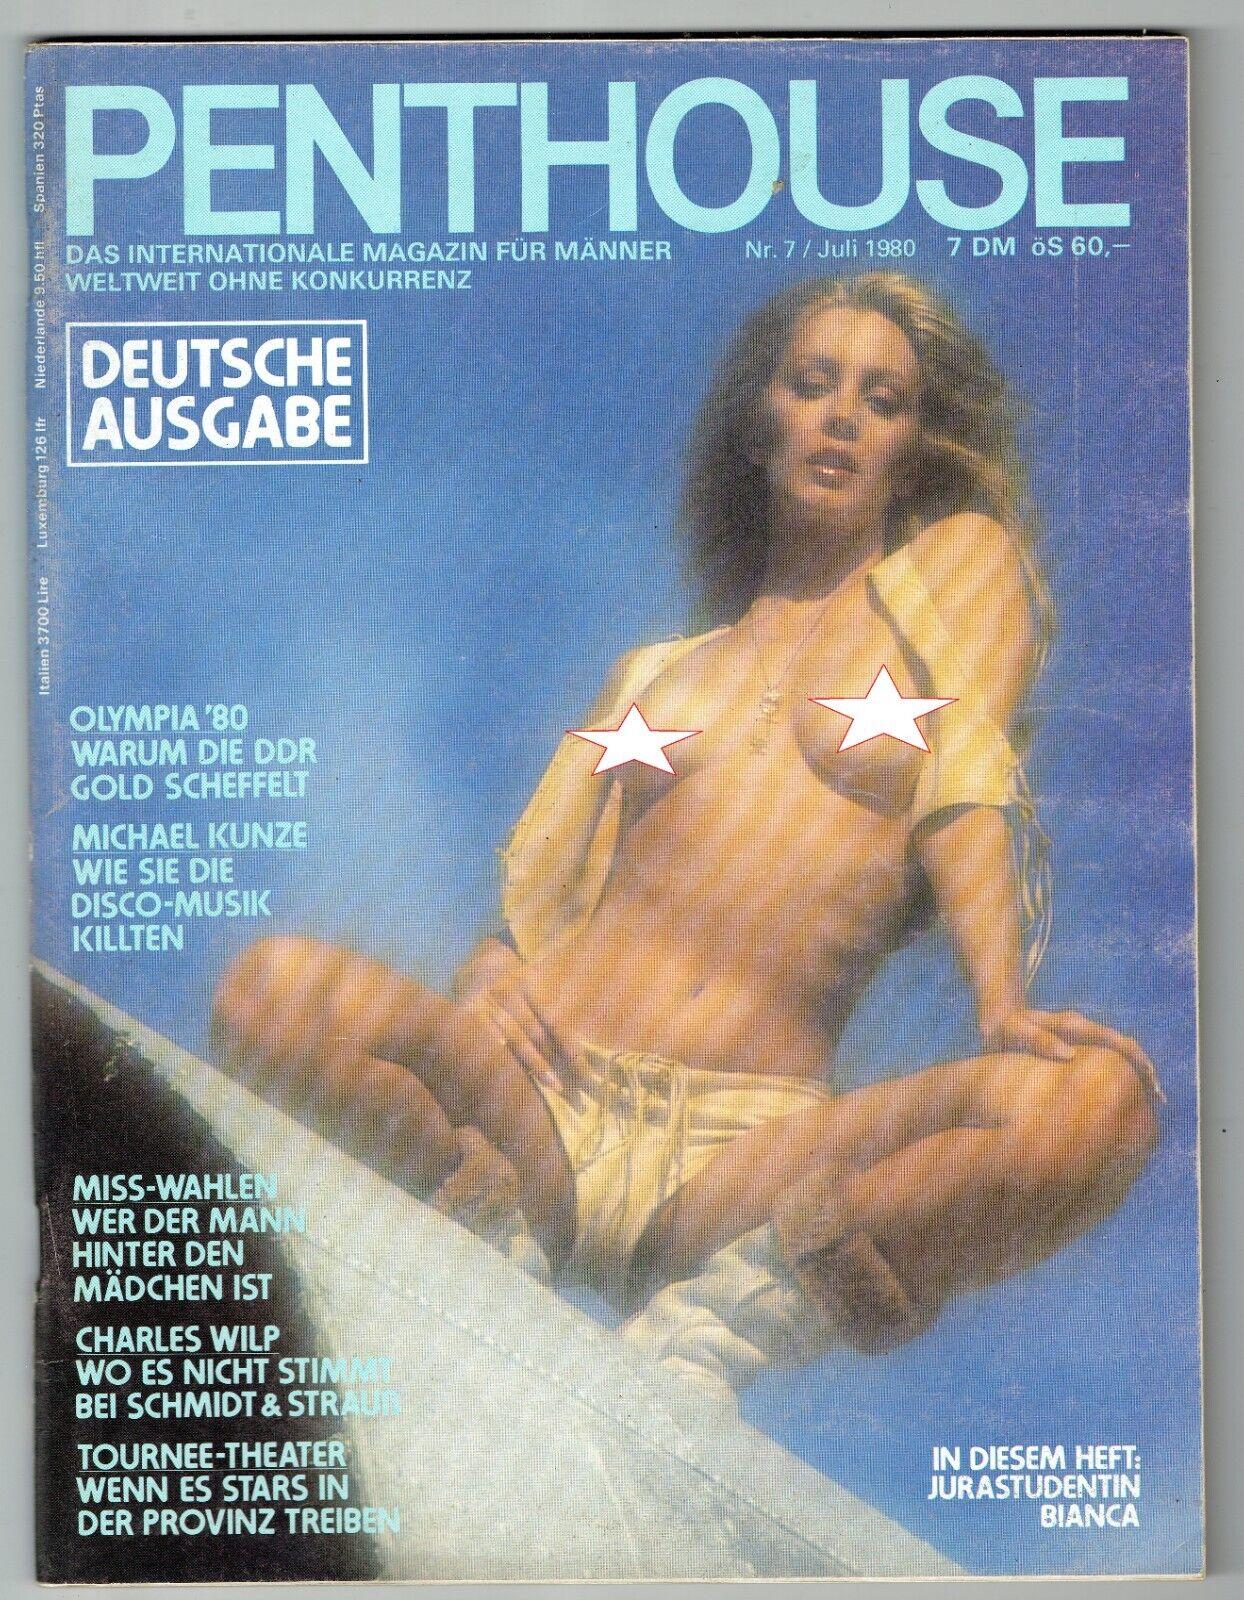 PENTHOUSE
DAS INTERNATIONALE MAGAZIN FÜR MÄNNER
WELTWEIT OHNE KONKURRENZ
Nr. 7 / Juli 1980 7 DM öS 60,–
Italien 3700 Lire Luxemburg 126 lfr Niederlande 9.50 hfl. Spanien 320 Ptas
DEUTSCHE
AUSGABE
OLYMPIA '80
WARUM DIE DDR
GOLD SCHEFFELT
MICHAEL KUNZE
WIE SIE DIE
DISCO-MUSIK
KILLTEN
MISS-WAHLEN
WER DER MANN
HINTER DEN
MÄDCHEN IST
CHARLES WILP
WO ES NICHT STIMMT
BEI SCHMIDT & STRAUß
TOURNEE-THEATER
WENN ES STARS IN
DER PROVINZ TREIBEN
IN DIESEM HEFT:
JURASTUDENTIN
BIANCA